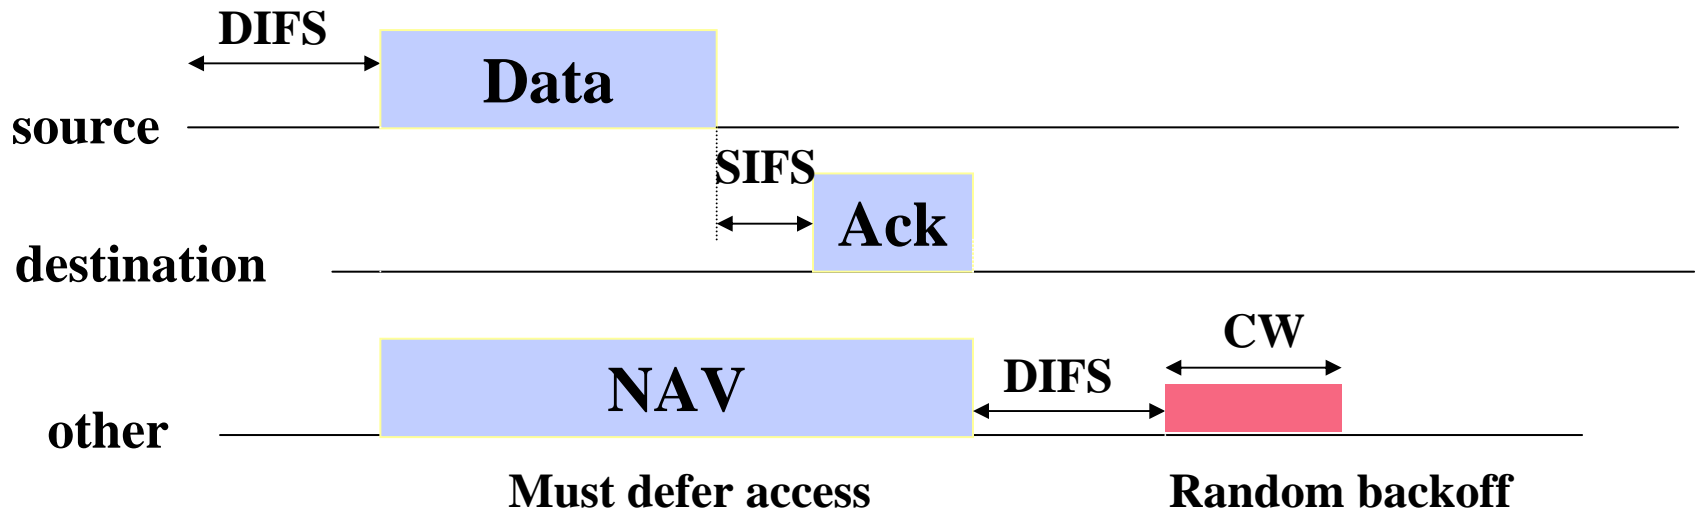 DIFS
Data
source
SIFS
Ack
destination
CW
DIFS
NAV
other
Must defer access
Random backoff